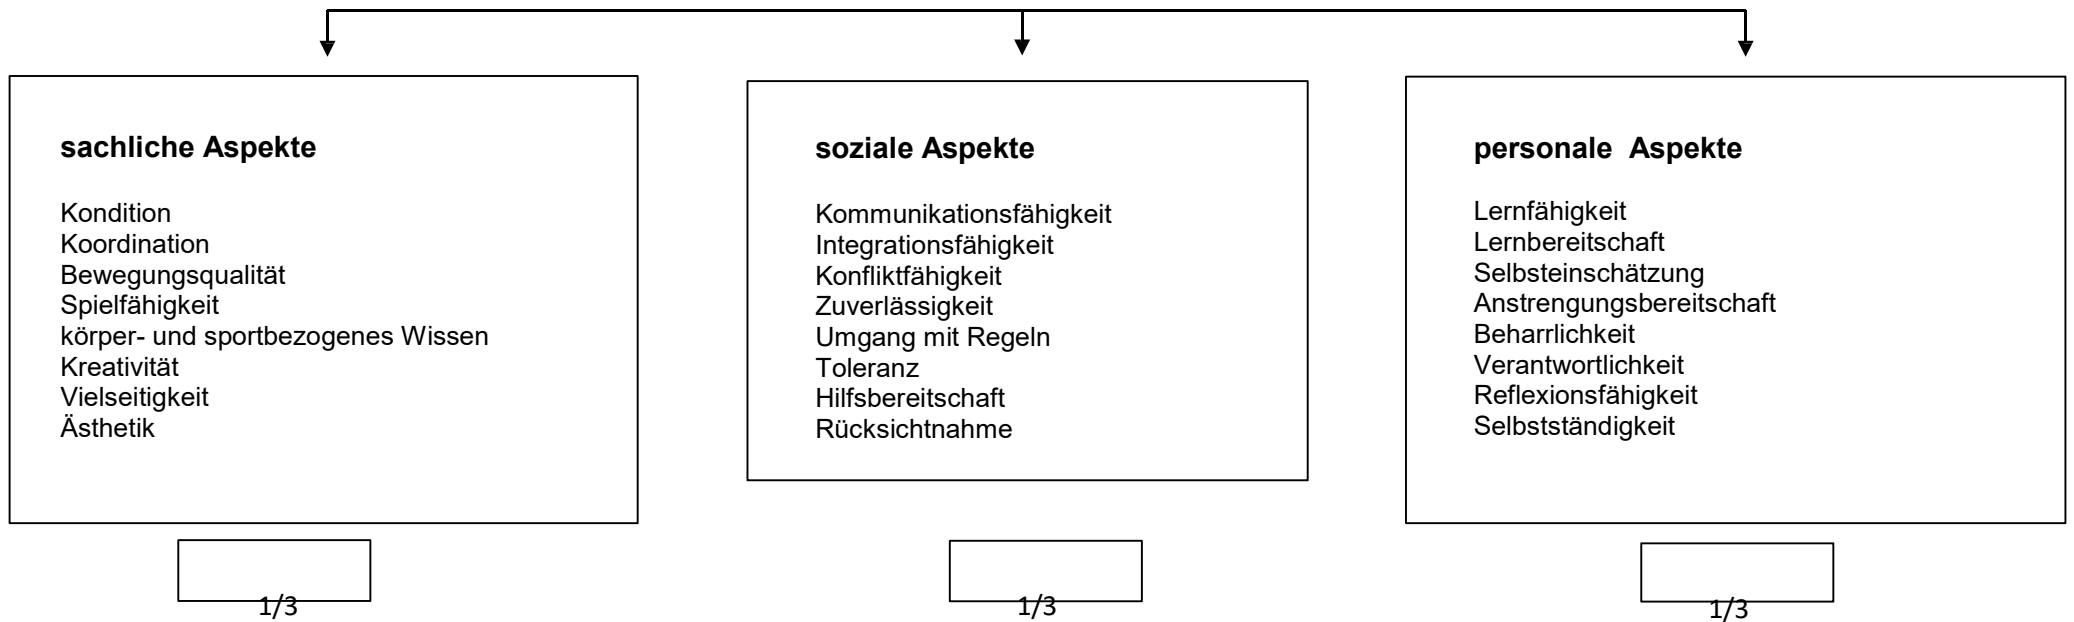 sachliche Aspekte
Kondition
Koordination
Bewegungsqualität
Spielfähigkeit
körper- und sportbezogenes Wissen
Kreativität
Vielseitigkeit
Ästhetik
1/3
soziale Aspekte
Kommunikationsfähigkeit
Integrationsfähigkeit
Konfliktfähigkeit
Zuverlässigkeit
Umgang mit Regeln
Toleranz
Hilfsbereitschaft
Rücksichtnahme
1/3
personale Aspekte
Lernfähigkeit
Lernbereitschaft
Selbsteinschätzung
Anstrengungsbereitschaft
Beharrlichkeit
Verantwortlichkeit
Reflexionsfähigkeit
Selbstständigkeit
1/3